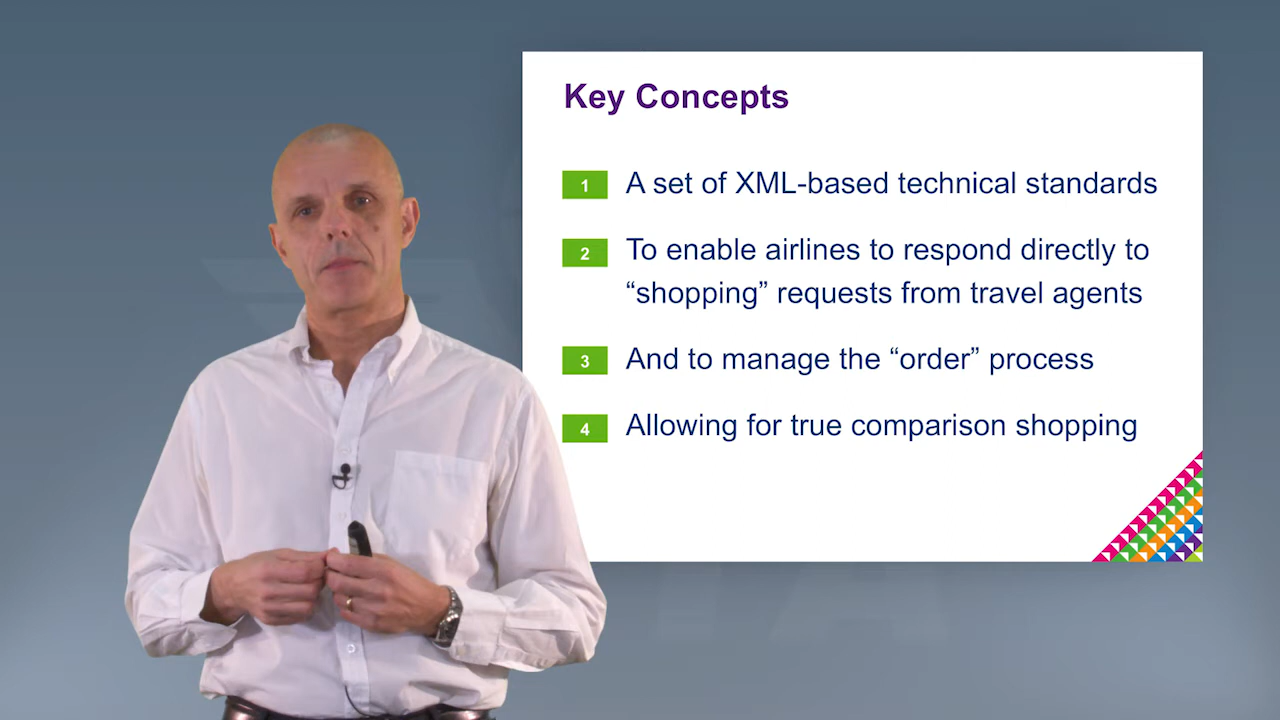 Key Concepts
1 A set of XML-based technical standards
2 To enable airlines to respond directly to
“shopping” requests from travel agents
3 And to manage the “order” process
4 Allowing for true comparison shopping